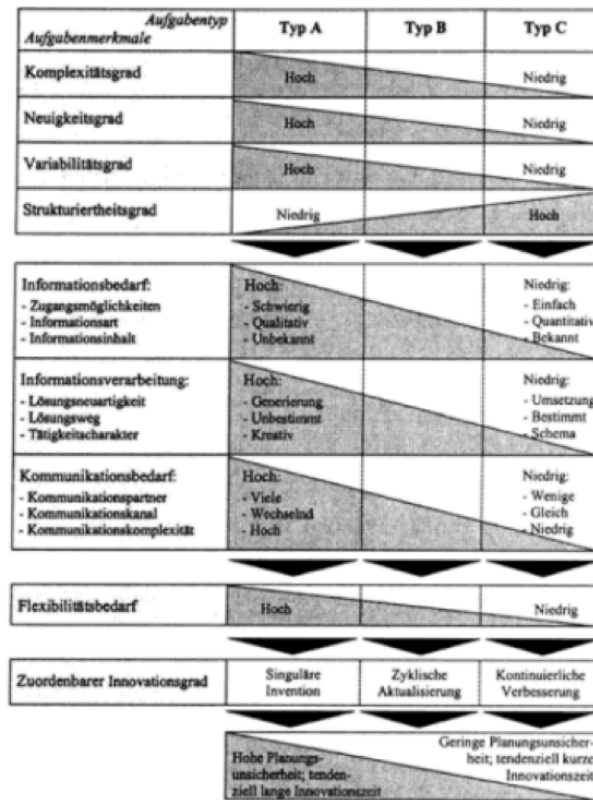 Aufgabentyp
Aufgabenmerkmale
Typ A
Typ B
Typ C
Komplexitätsgrad
Hoch
Niedrig
Neuigkeitsgrad
Hoch
Niedrig
Variabilitätsgrad
Hoch
Niedrig
Strukturiertheitsgrad
Niedrig
Hoch
Informationsbedarf:
- Zugangsmöglichkeiten
- Informationsart
- Informationsinhalt
Hoch:
- Schwierig
- Qualitativ
- Unbekannt
Niedrig:
- Einfach
- Quantitativ
- Bekannt
Informationsverarbeitung:
- Lösungsneuartigkeit
- Lösungsweg
- Tätigkeitscharakter
Hoch:
- Generierung
- Unbestimmt
- Kreativ
Niedrig:
- Umsetzung
- Bestimmt
- Schema
Kommunikationsbedarf:
- Kommunikationspartner
- Kommunikationskanal
- Kommunikationskomplexität
Hoch:
- Viele
- Wechselnd
- Hoch
Niedrig:
- Wenige
- Gleich
- Niedrig
Flexibilitätsbedarf
Hoch
Niedrig
Zuordenbarer Innovationsgrad
Singuläre
Invention
Zyklische
Aktualisierung
Kontinuierliche
Verbesserung
Hohe Planungs-
unsicherheit; tenden-
ziell lange Innovationszeit
Geringe Planungsunsicher-
heit; tendenziell kurze
Innovationszeit